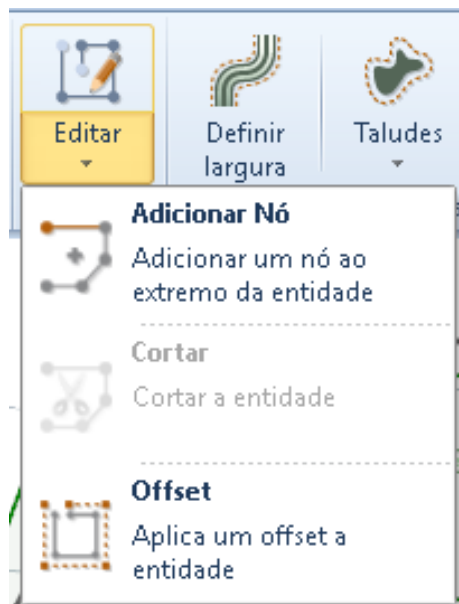 Editar
Definir
largura
Taludes
Adicionar Nó
Adicionar um nó ao
extremo da entidade
Cortar
Cortar a entidade
Offset
Aplica um offset a
entidade